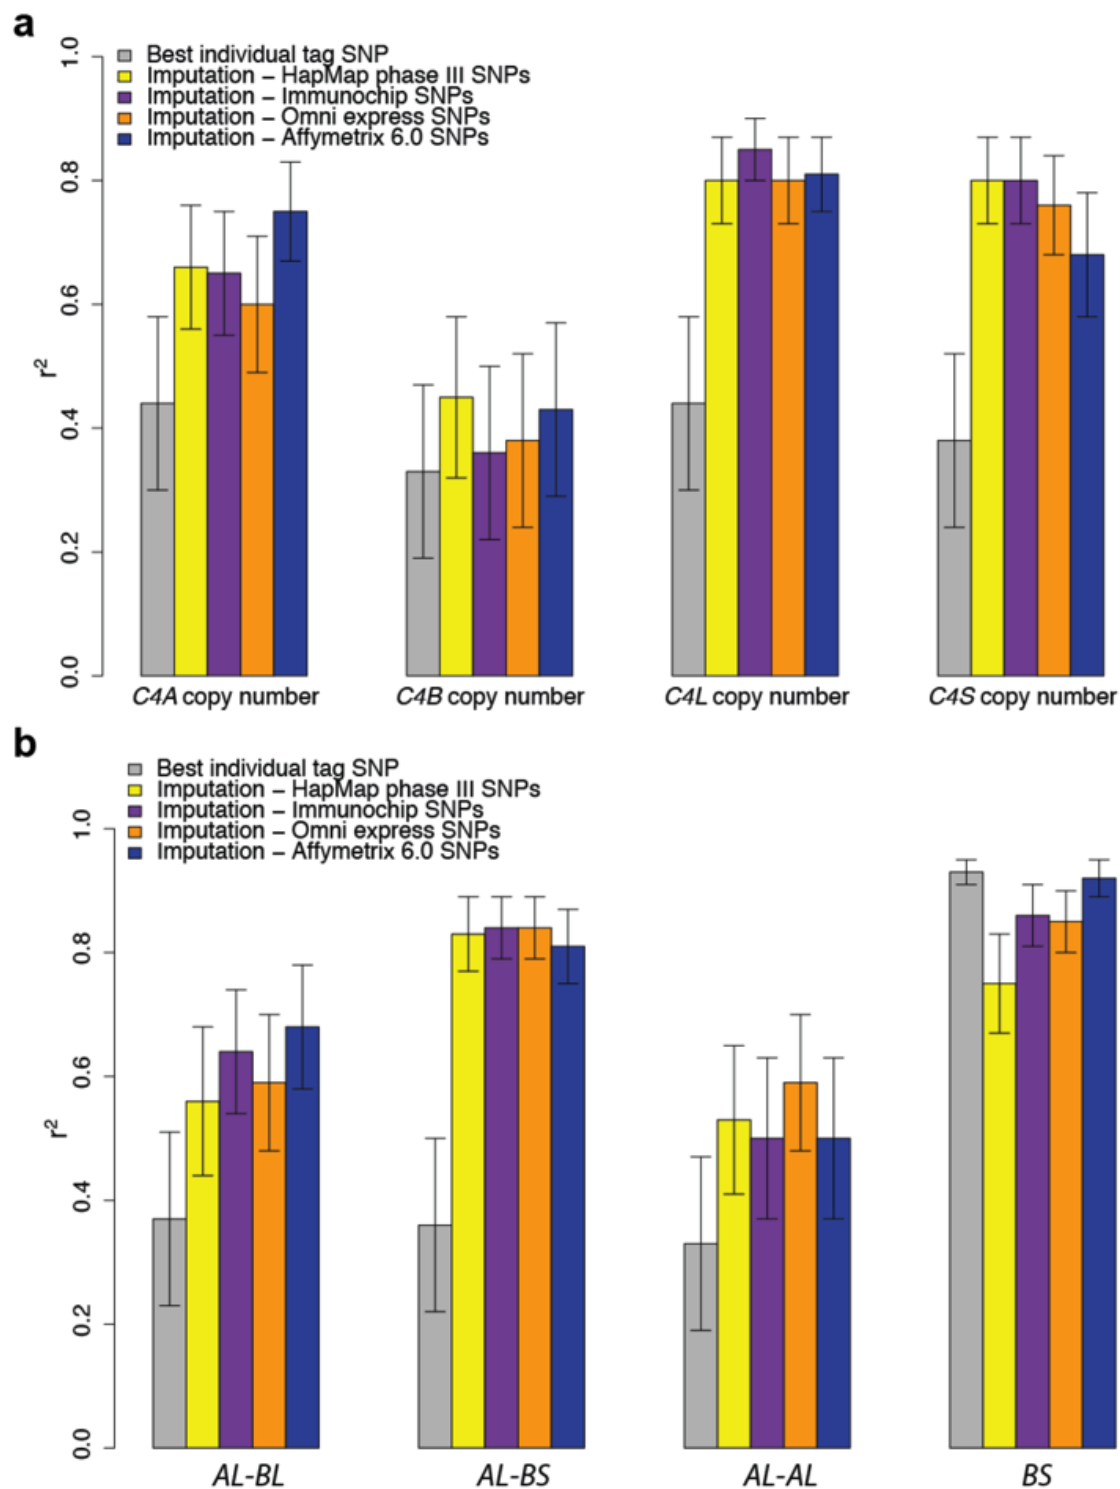 a
Best individual tag SNP
Imputation – HapMap phase III SNPs
Imputation – Immunochip SNPs
Imputation – Omni express SNPs
Imputation – Affymetrix 6.0 SNPs
1.0
0.8
0.6
0.4
0.2
0.0
r²
C4A copy number C4B copy number C4L copy number C4S copy number
b
Best individual tag SNP
Imputation – HapMap phase III SNPs
Imputation – Immunochip SNPs
Imputation – Omni express SNPs
Imputation – Affymetrix 6.0 SNPs
1.0
0.8
0.6
0.4
0.2
0.0
r²
AL-BL AL-BS AL-AL BS